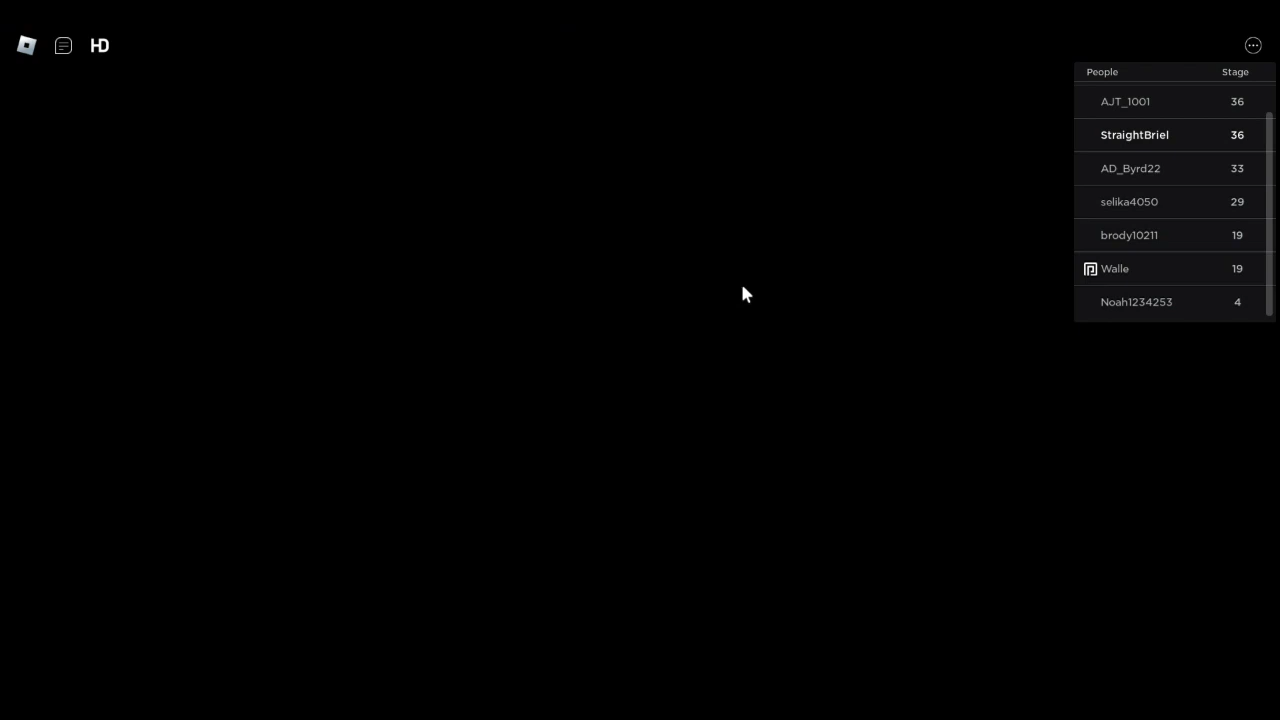 HD
People Stage
AJT_1001 36
StraightBriel 36
AD_Byrd22 33
selika4050 29
brody10211 19
Walle 19
Noah1234253 4